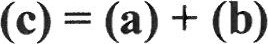 (c) = (a) + (b)